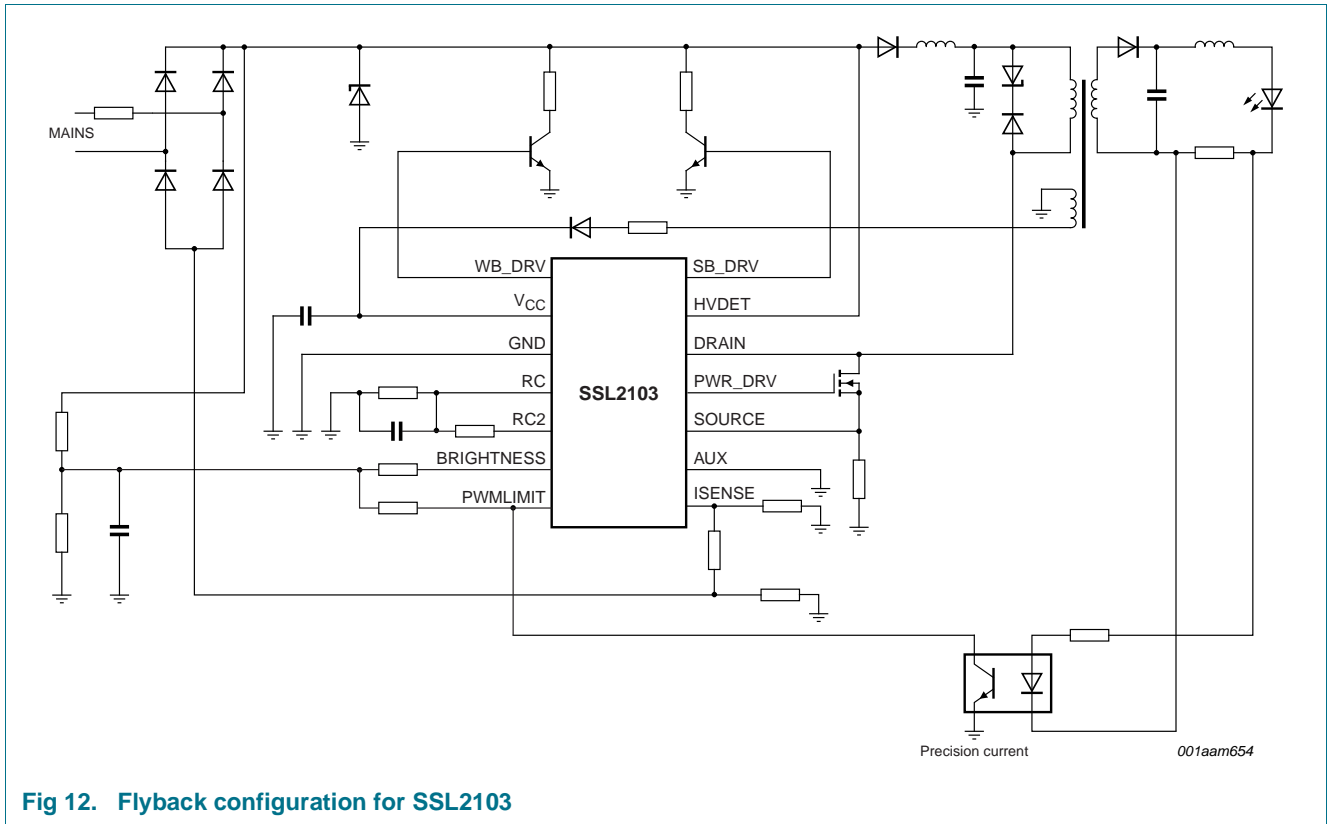 MAINS
WB_DRV
SB_DRV
VCC
HVDET
GND
DRAIN
RC
PWR_DRV
SSL2103
RC2
SOURCE
BRIGHTNESS
AUX
PWMLIMIT
ISENSE
Precision current
001aam654
Fig 12. Flyback configuration for SSL2103